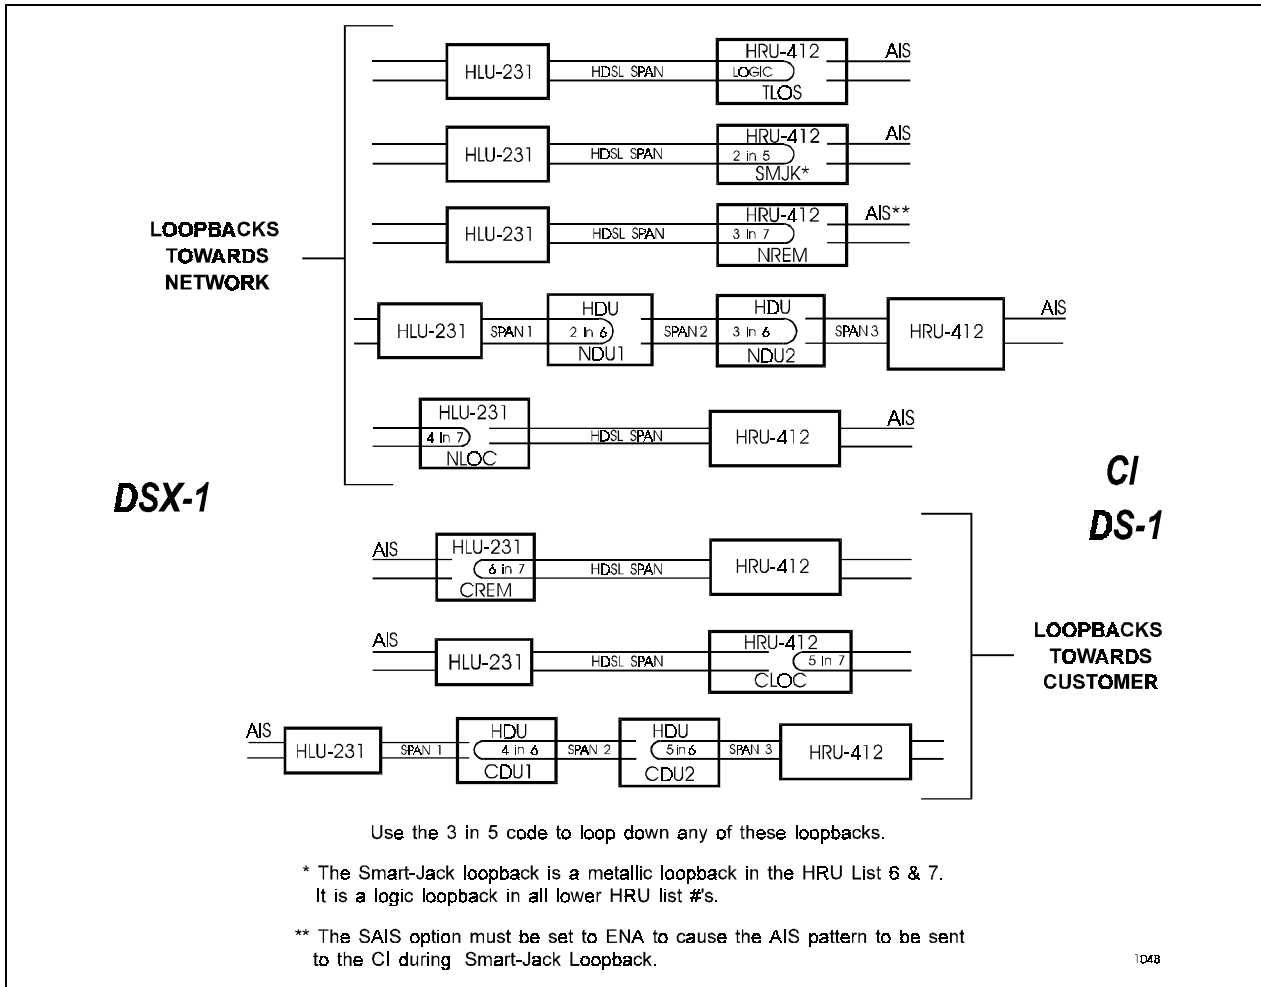 HRU-412
AIS
HLU-231
HDSL SPAN
LOGIC
TLOS
HRU-412
AIS
HLU-231
HDSL SPAN
2 in 5
SMJK*
HRU-412
AIS**
HLU-231
HDSL SPAN
3 in 7
NREM
LOOPBACKS
TOWARDS
NETWORK
HDU
HDU
AIS
HLU-231
SPAN 1
2 in 6
SPAN 2
3 in 6
SPAN 3
HRU-412
NDU1
NDU2
HLU-231
AIS
4 in 7
HDSL SPAN
HRU-412
NLOC
DSX-1
CI
DS-1
AIS
HLU-231
6 in 7
HDSL SPAN
HRU-412
CREM
AIS
HRU-412
HLU-231
HDSL SPAN
5 in 7
CLOC
LOOPBACKS
TOWARDS
CUSTOMER
AIS
HDU
HDU
HLU-231
SPAN 1
4 in 6
SPAN 2
5 in 6
SPAN 3
HRU-412
CDU1
CDU2
Use the 3 in 5 code to loop down any of these loopbacks.
* The Smart-Jack loopback is a metallic loopback in the HRU List 6 & 7.
It is a logic loopback in all lower HRU list #'s.
** The SAIS option must be set to ENA to cause the AIS pattern to be sent
to the CI during Smart-Jack Loopback.
1048